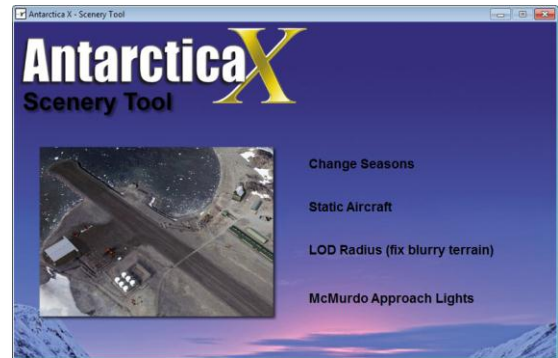 Antarctica X - Scenery Tool
AntarcticaX
Scenery Tool
Change Seasons
Static Aircraft
LOD Radius (fix blurry terrain)
McMurdo Approach Lights